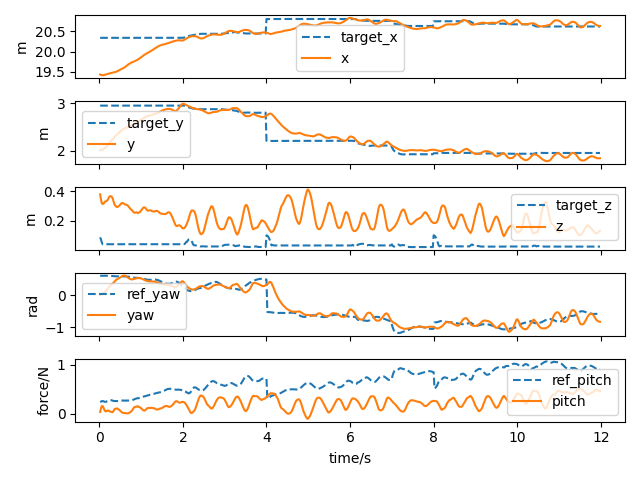 20.5
20.0
19.5
m
target_x
x
3
2
m
target_y
y
0.4
0.2
m
target_z
z
0
−1
rad
ref_yaw
yaw
1
0
force/N
ref_pitch
pitch
0
2
4
6
8
10
12
time/s